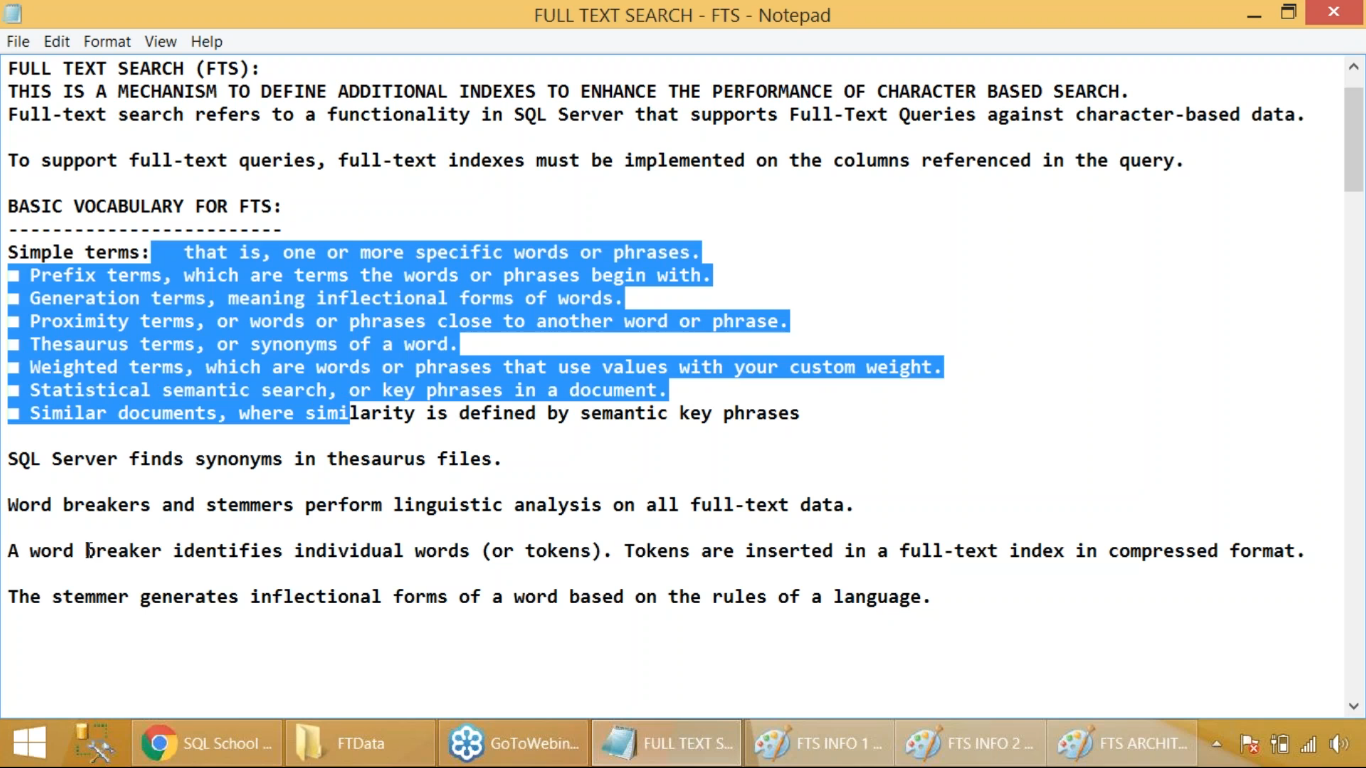 FULL TEXT SEARCH - FTS - Notepad
File Edit Format View Help
FULL TEXT SEARCH (FTS):
THIS IS A MECHANISM TO DEFINE ADDITIONAL INDEXES TO ENHANCE THE PERFORMANCE OF CHARACTER BASED SEARCH.
Full-text search refers to a functionality in SQL Server that supports Full-Text Queries against character-based data.
To support full-text queries, full-text indexes must be implemented on the columns referenced in the query.
BASIC VOCABULARY FOR FTS:
-------------------------
Simple terms: that is, one or more specific words or phrases.
■ Prefix terms, which are terms the words or phrases begin with.
■ Generation terms, meaning inflectional forms of words.
■ Proximity terms, or words or phrases close to another word or phrase.
■ Thesaurus terms, or synonyms of a word.
■ Weighted terms, which are words or phrases that use values with your custom weight.
■ Statistical semantic search, or key phrases in a document.
■ Similar documents, where similarity is defined by semantic key phrases
SQL Server finds synonyms in thesaurus files.
Word breakers and stemmers perform linguistic analysis on all full-text data.
A word breaker identifies individual words (or tokens). Tokens are inserted in a full-text index in compressed format.
The stemmer generates inflectional forms of a word based on the rules of a language.
SQL School ... FTData GoToWebin... FULL TEXT S... FTS INFO 1 ... FTS INFO 2 ... FTS ARCHIT...